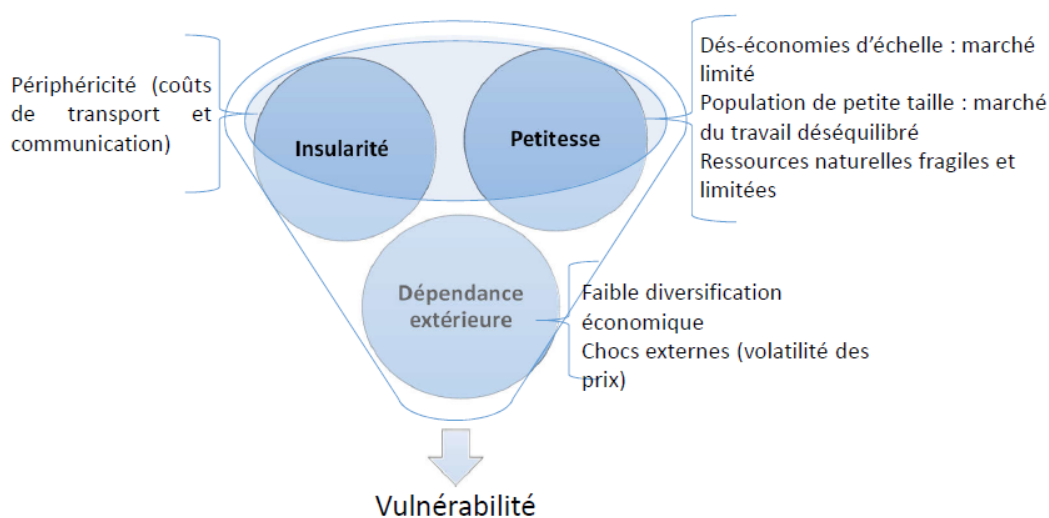 Périphéricité (coûts
de transport et
communication)
Insularité
Petitesse
Dés-économies d'échelle : marché
limité
Population de petite taille : marché
du travail déséquilibré
Ressources naturelles fragiles et
limitées
Dépendance
extérieure
Faible diversification
économique
Chocs externes (volatilité des
prix)
Vulnérabilité